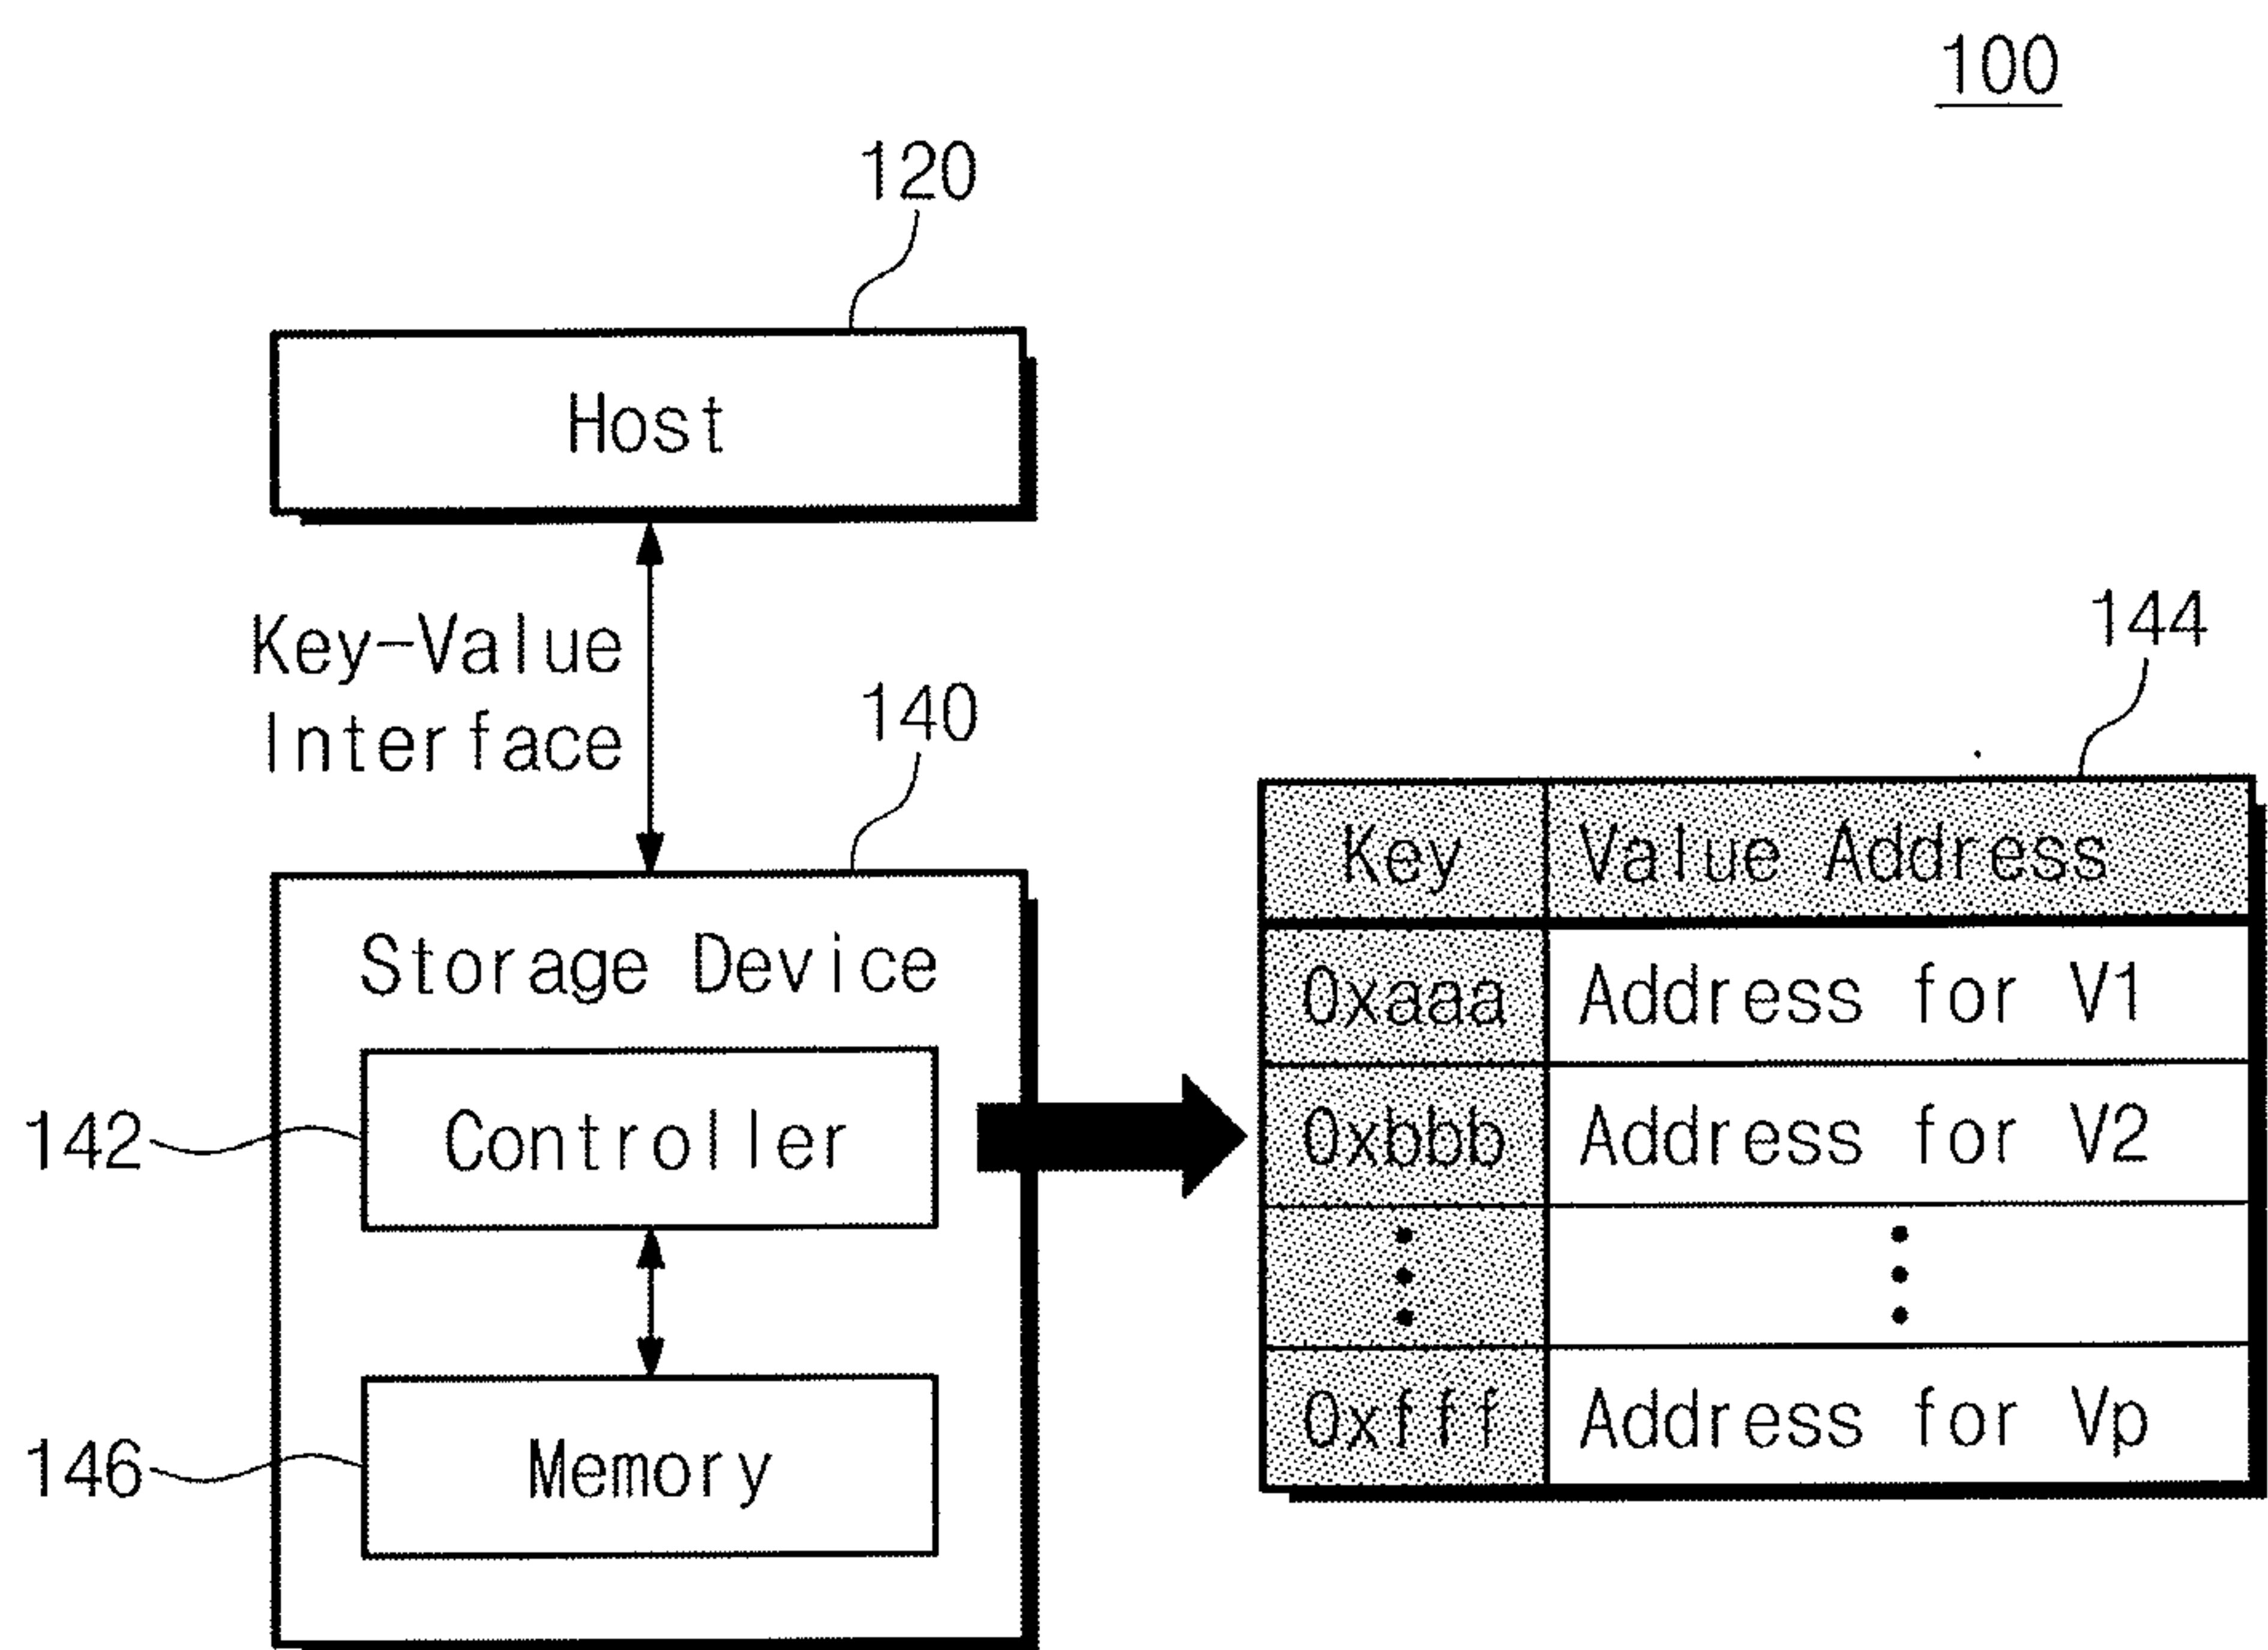 100
120
Host
Key-Value
Interface
140
Storage Device
142
Controller
146
Memory
144
Key Value Address
0xaaa Address for V1
0xbbb Address for V2
0xfff Address for Vp